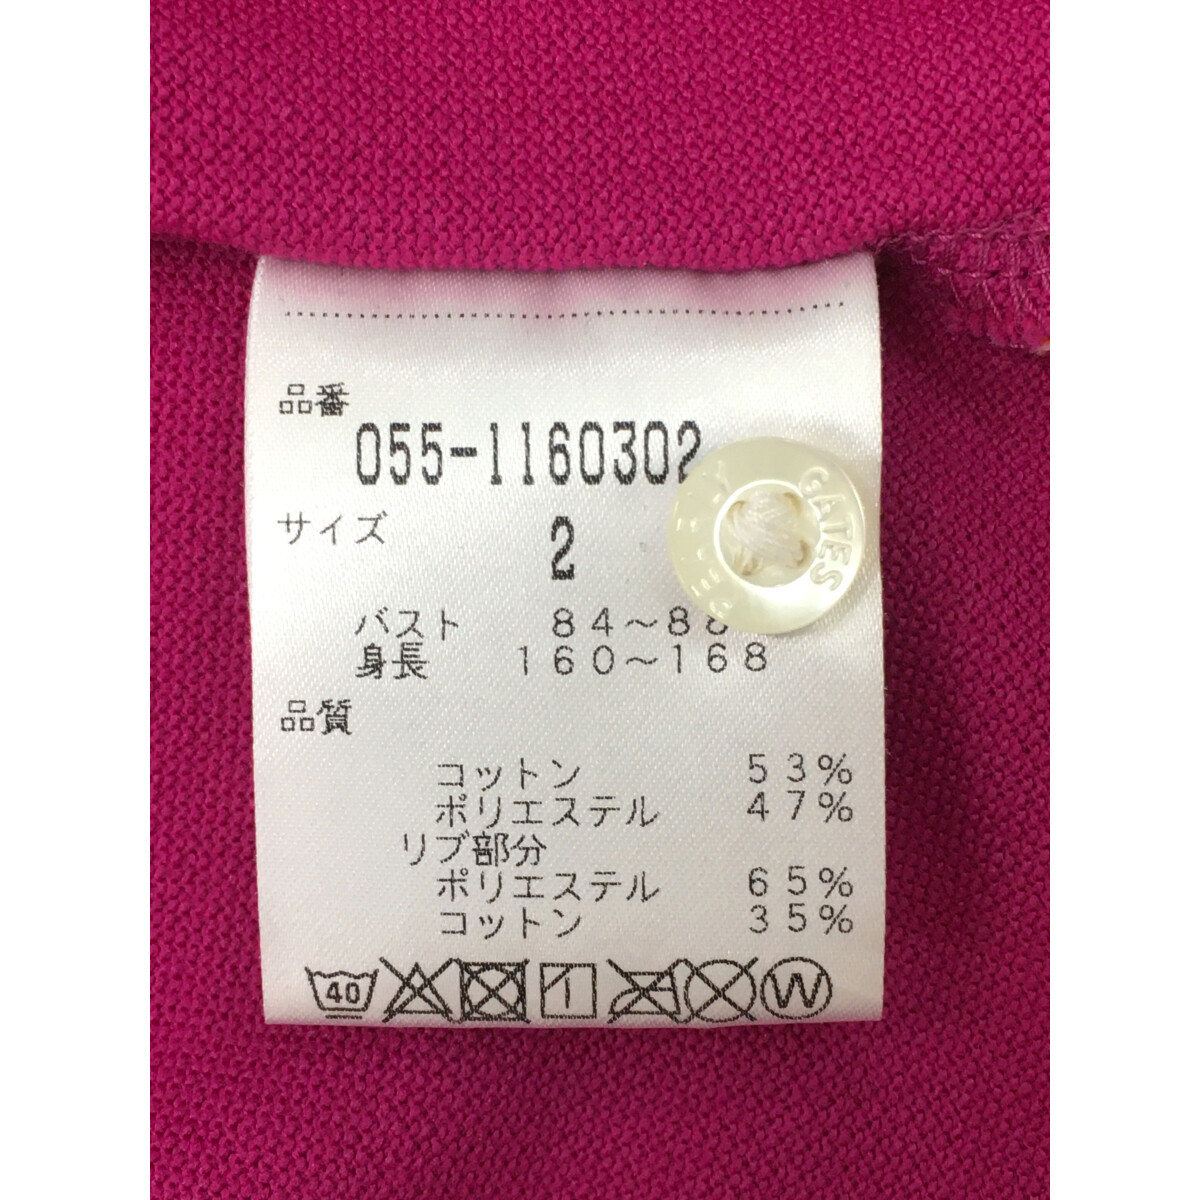 品番
055-1160302
サイズ 2
バスト 84～88
身長 160～168
品質
コットン 53%
ポリエステル 47%
リブ部分
ポリエステル 65%
コットン 35%
40
W
GATES